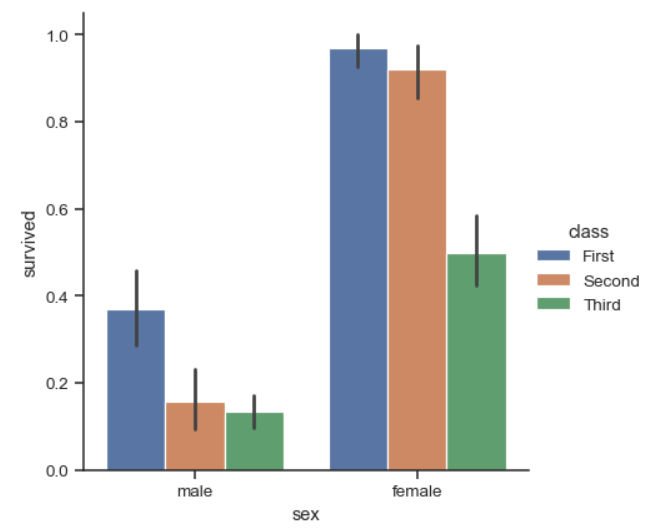 1.0
0.8
0.6
0.4
0.2
0.0
survived
male
female
sex
class
First
Second
Third